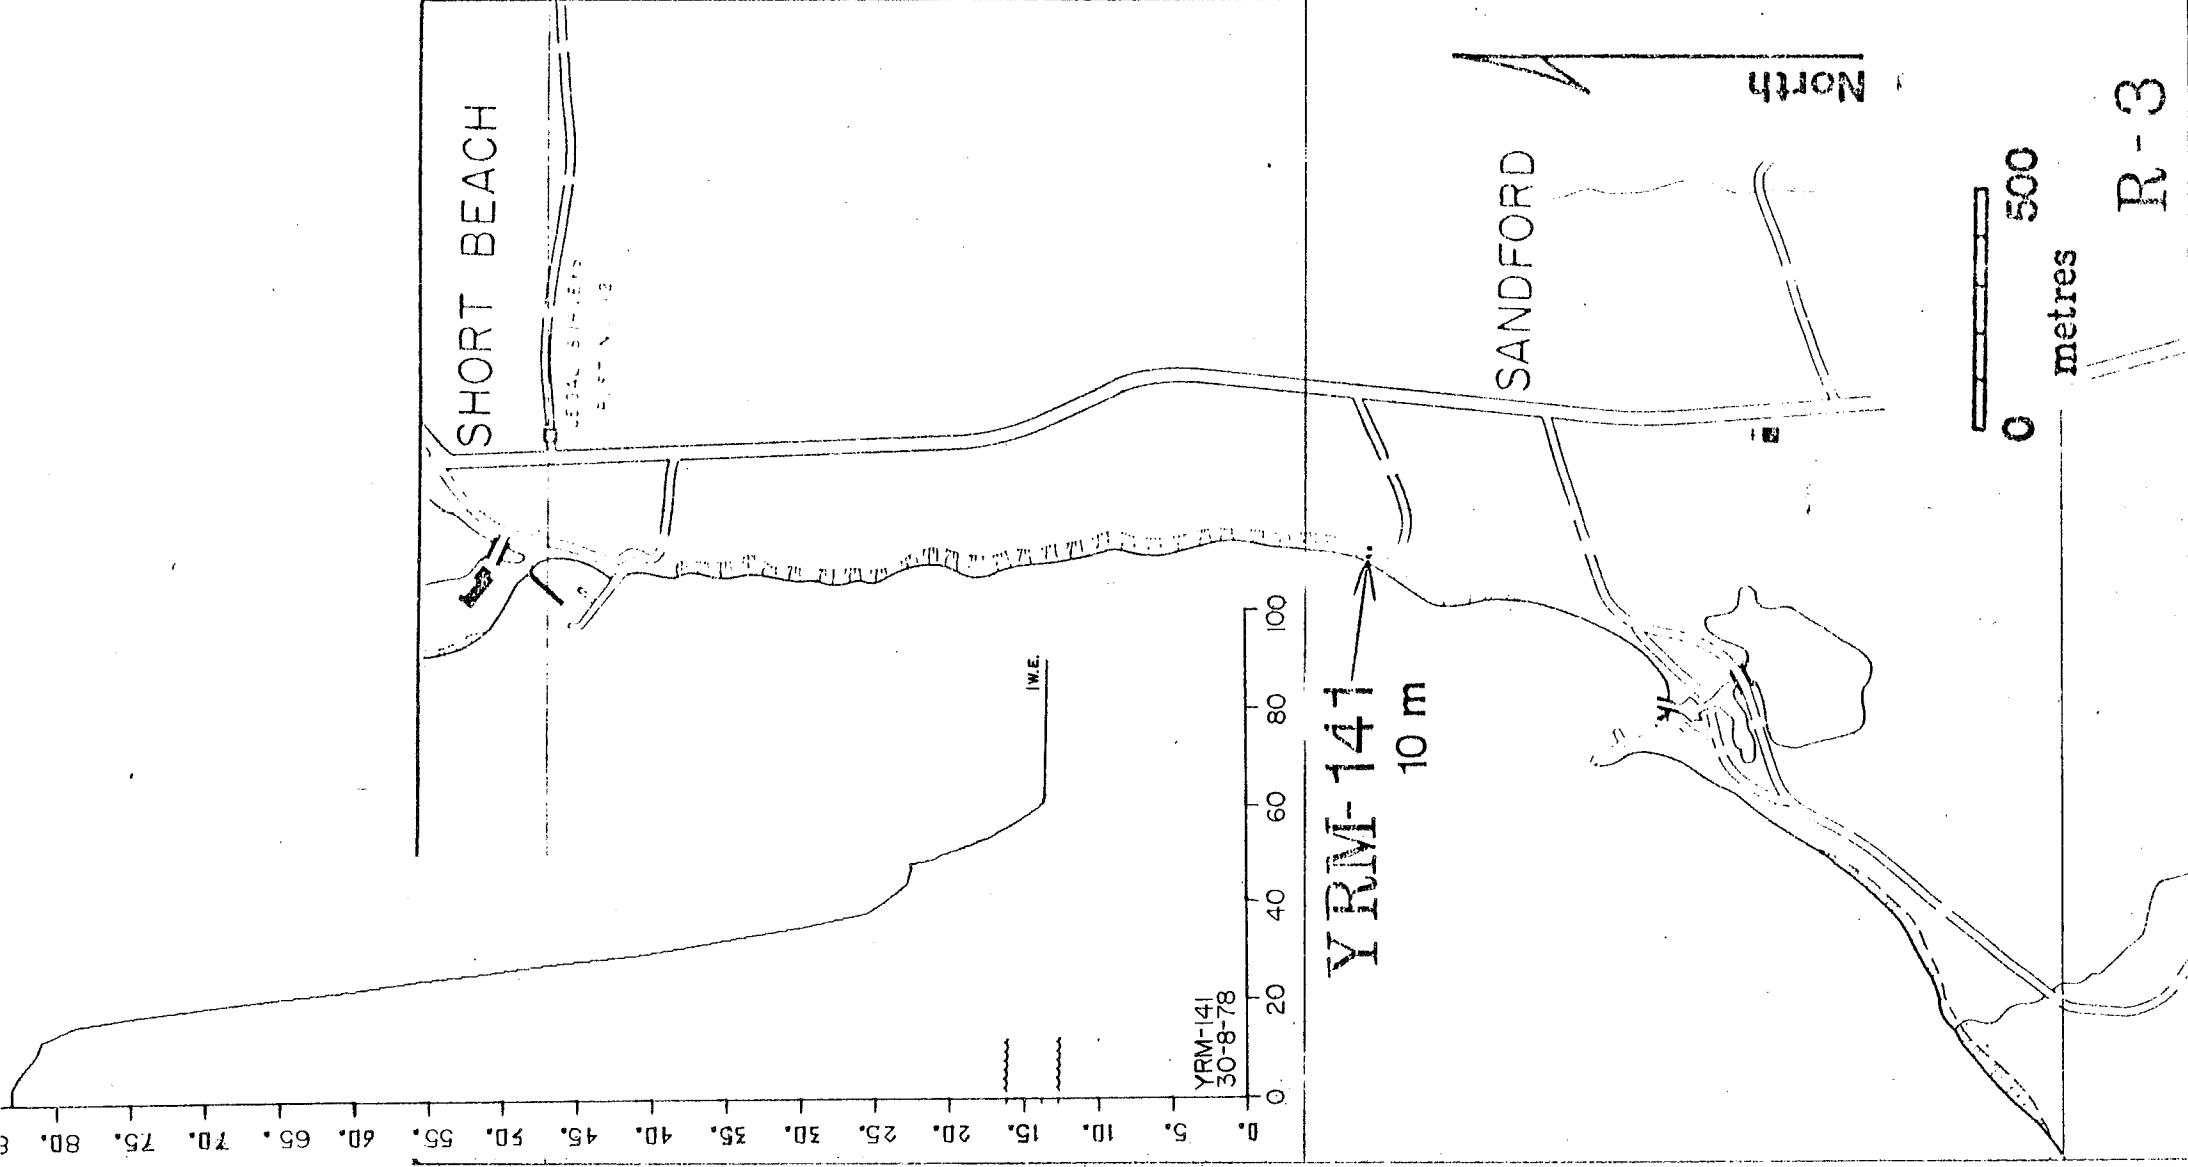 SHORT BEACH
SANDFORD
North
0 500
metres
R-3
YRM-141
10 m
I W.E.
YRM-141
30-8-78
0 20 40 60 80 100
80. 75. 70. 65. 60. 55. 50. 45. 40. 35. 30. 25. 20. 15. 10. 5. 0.